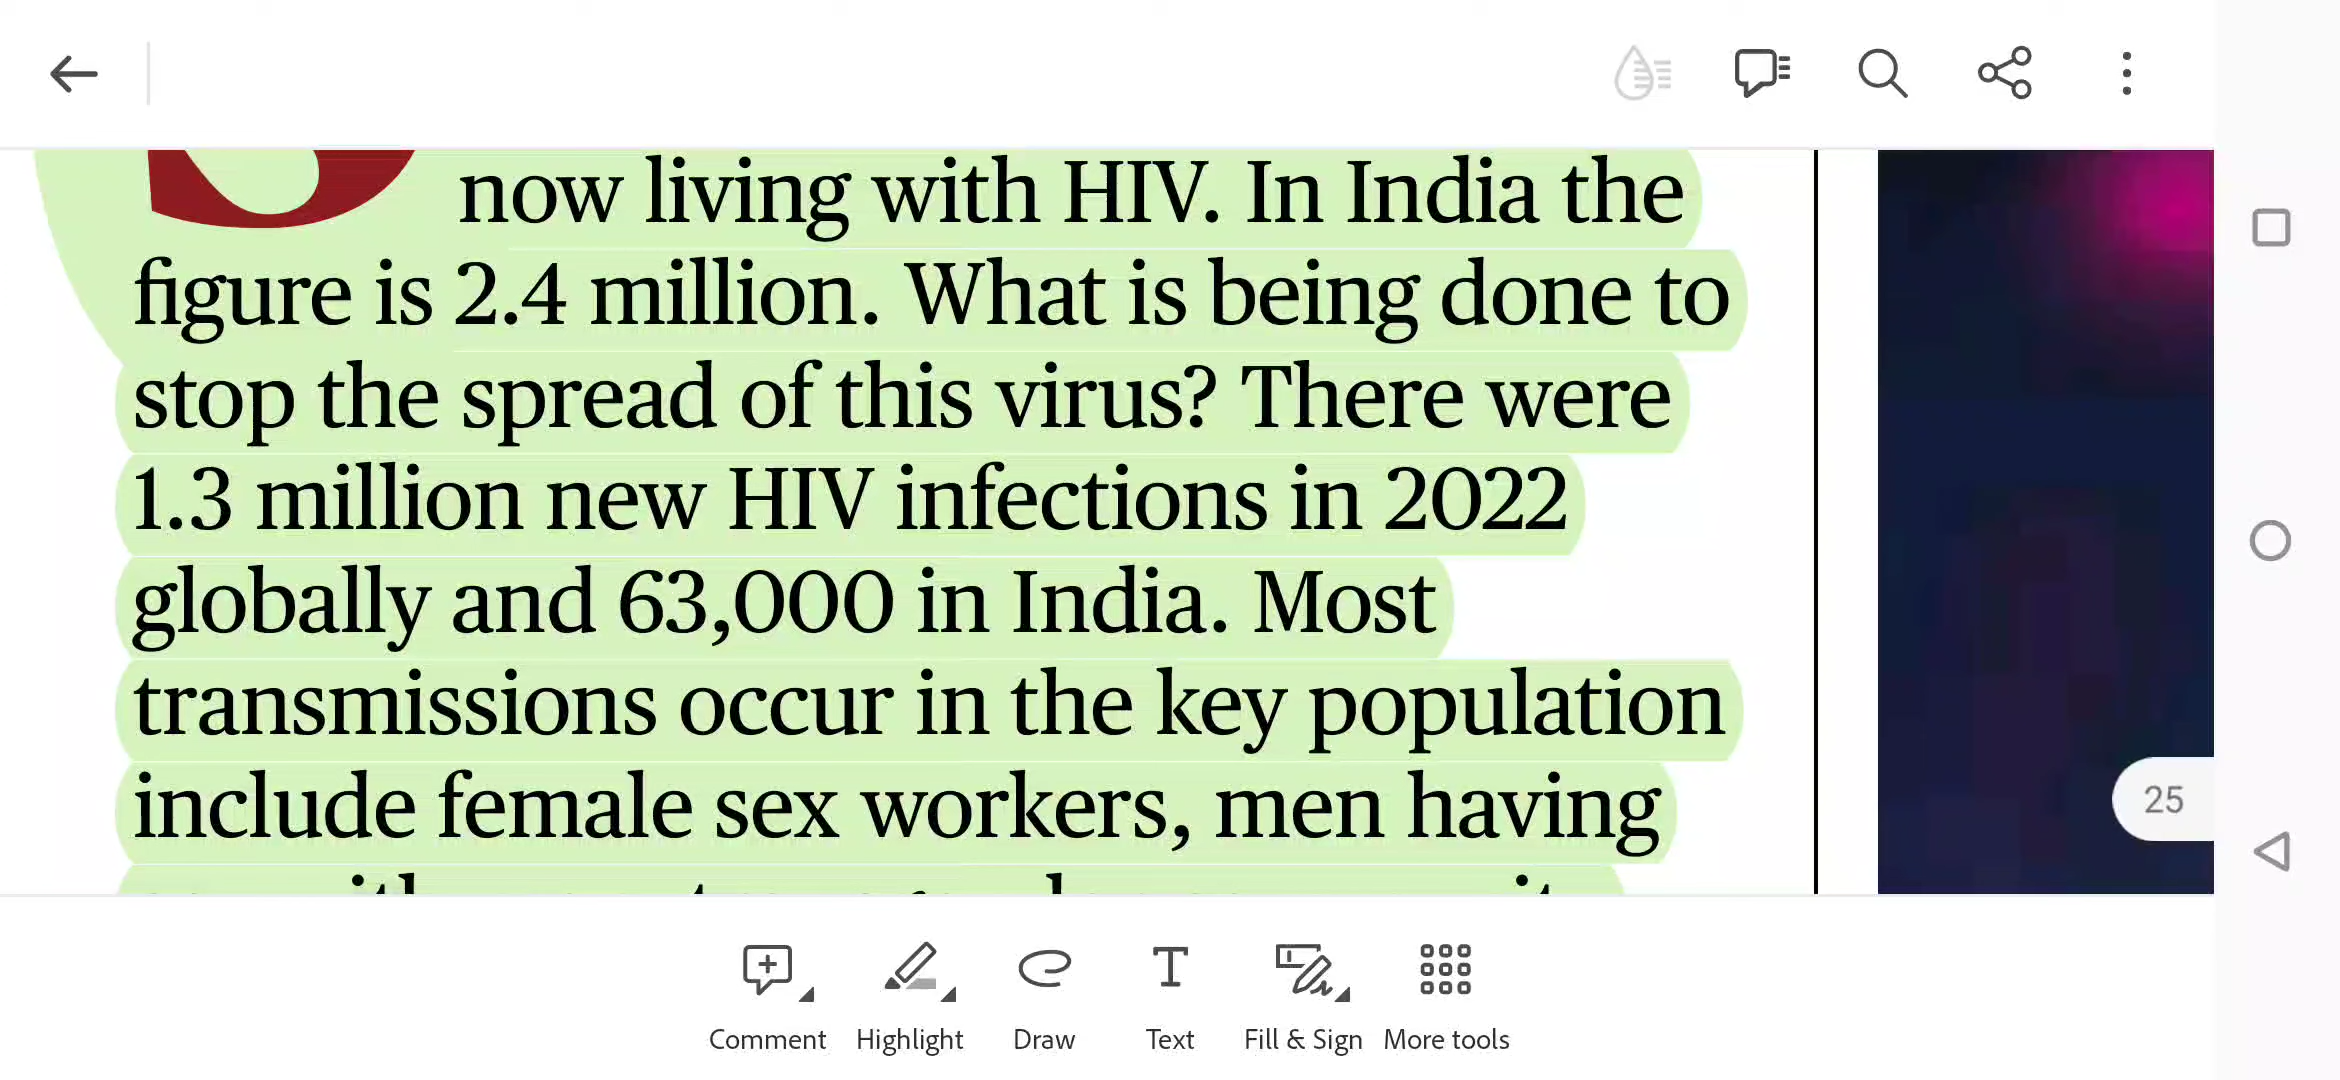 now living with HIV. In India the
figure is 2.4 million. What is being done to
stop the spread of this virus? There were
1.3 million new HIV infections in 2022
globally and 63,000 in India. Most
transmissions occur in the key population
include female sex workers, men having
25
Comment Highlight Draw Text Fill & Sign More tools